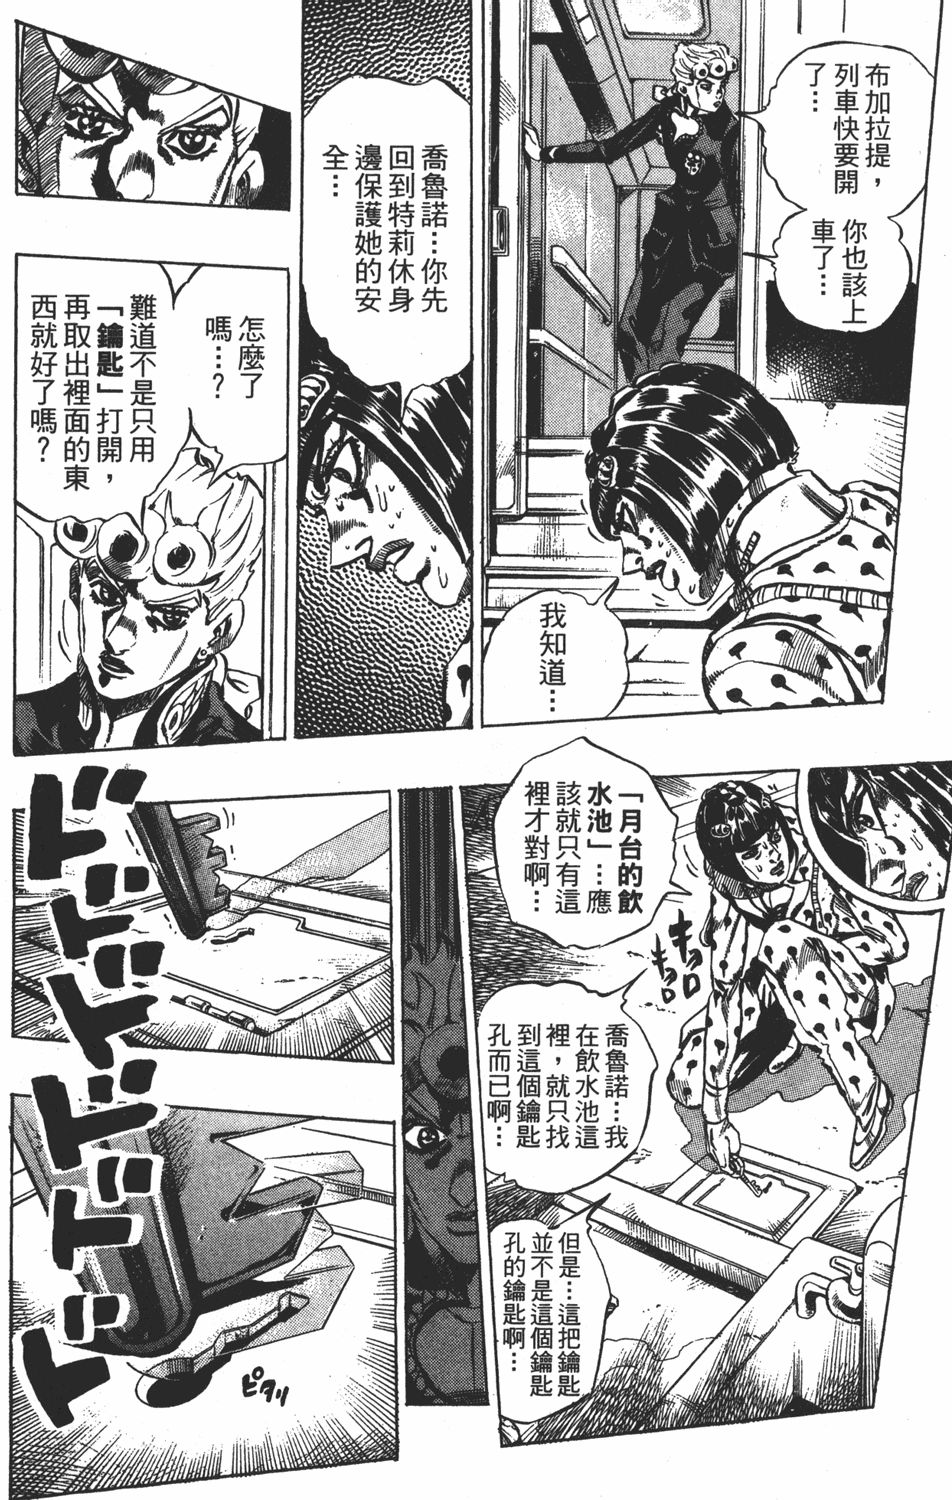 布加拉提，
列車快要開
了…
你也該上
車了…
我知道…
喬魯諾…你先
回到特莉休身
邊保護她的安
全…
怎麼了
嗎…？
難道不是只用
「鑰匙」打開，
再取出裡面的東
西就好了嗎？
「月台的飲
水池」…應
該就只有這
裡才對啊…
キョロ
キョロ
喬魯諾…我
在飲水池這
裡，就只找
到這個鑰匙
孔而已啊…
但是…這把鑰匙
並不是這個鑰匙
孔的鑰匙啊…
ドドドドドド
ピタリ